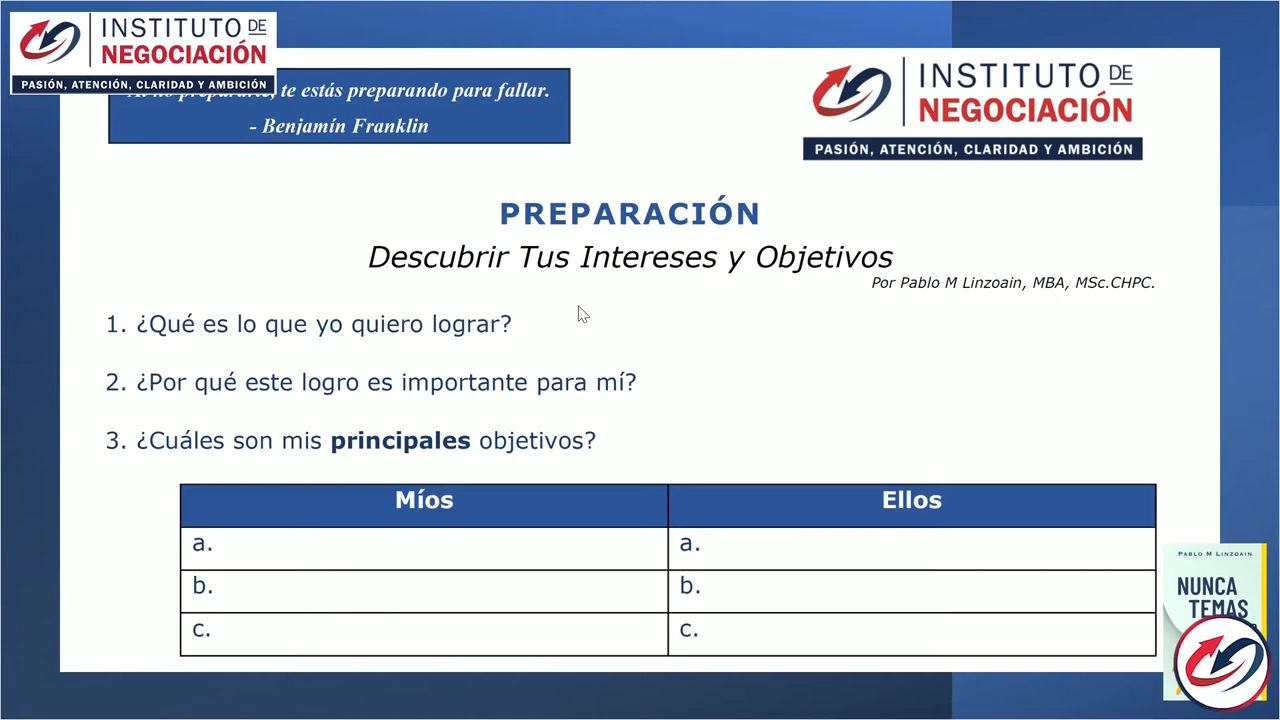 INSTITUTO DE
NEGOCIACIÓN
PASIÓN, ATENCIÓN, CLARIDAD Y AMBICIÓN
te estás preparando para fallar.
- Benjamín Franklin
INSTITUTO DE
NEGOCIACIÓN
PASIÓN, ATENCIÓN, CLARIDAD Y AMBICIÓN
PREPARACIÓN
Descubrir Tus Intereses y Objetivos
Por Pablo M Linzoain, MBA, MSc.CHPC.
1. ¿Qué es lo que yo quiero lograr?
2. ¿Por qué este logro es importante para mí?
3. ¿Cuáles son mis principales objetivos?
Míos Ellos
a. a.
b. b.
c. c.
PABLO M LINZOAIN
NUNCA
TEMAS